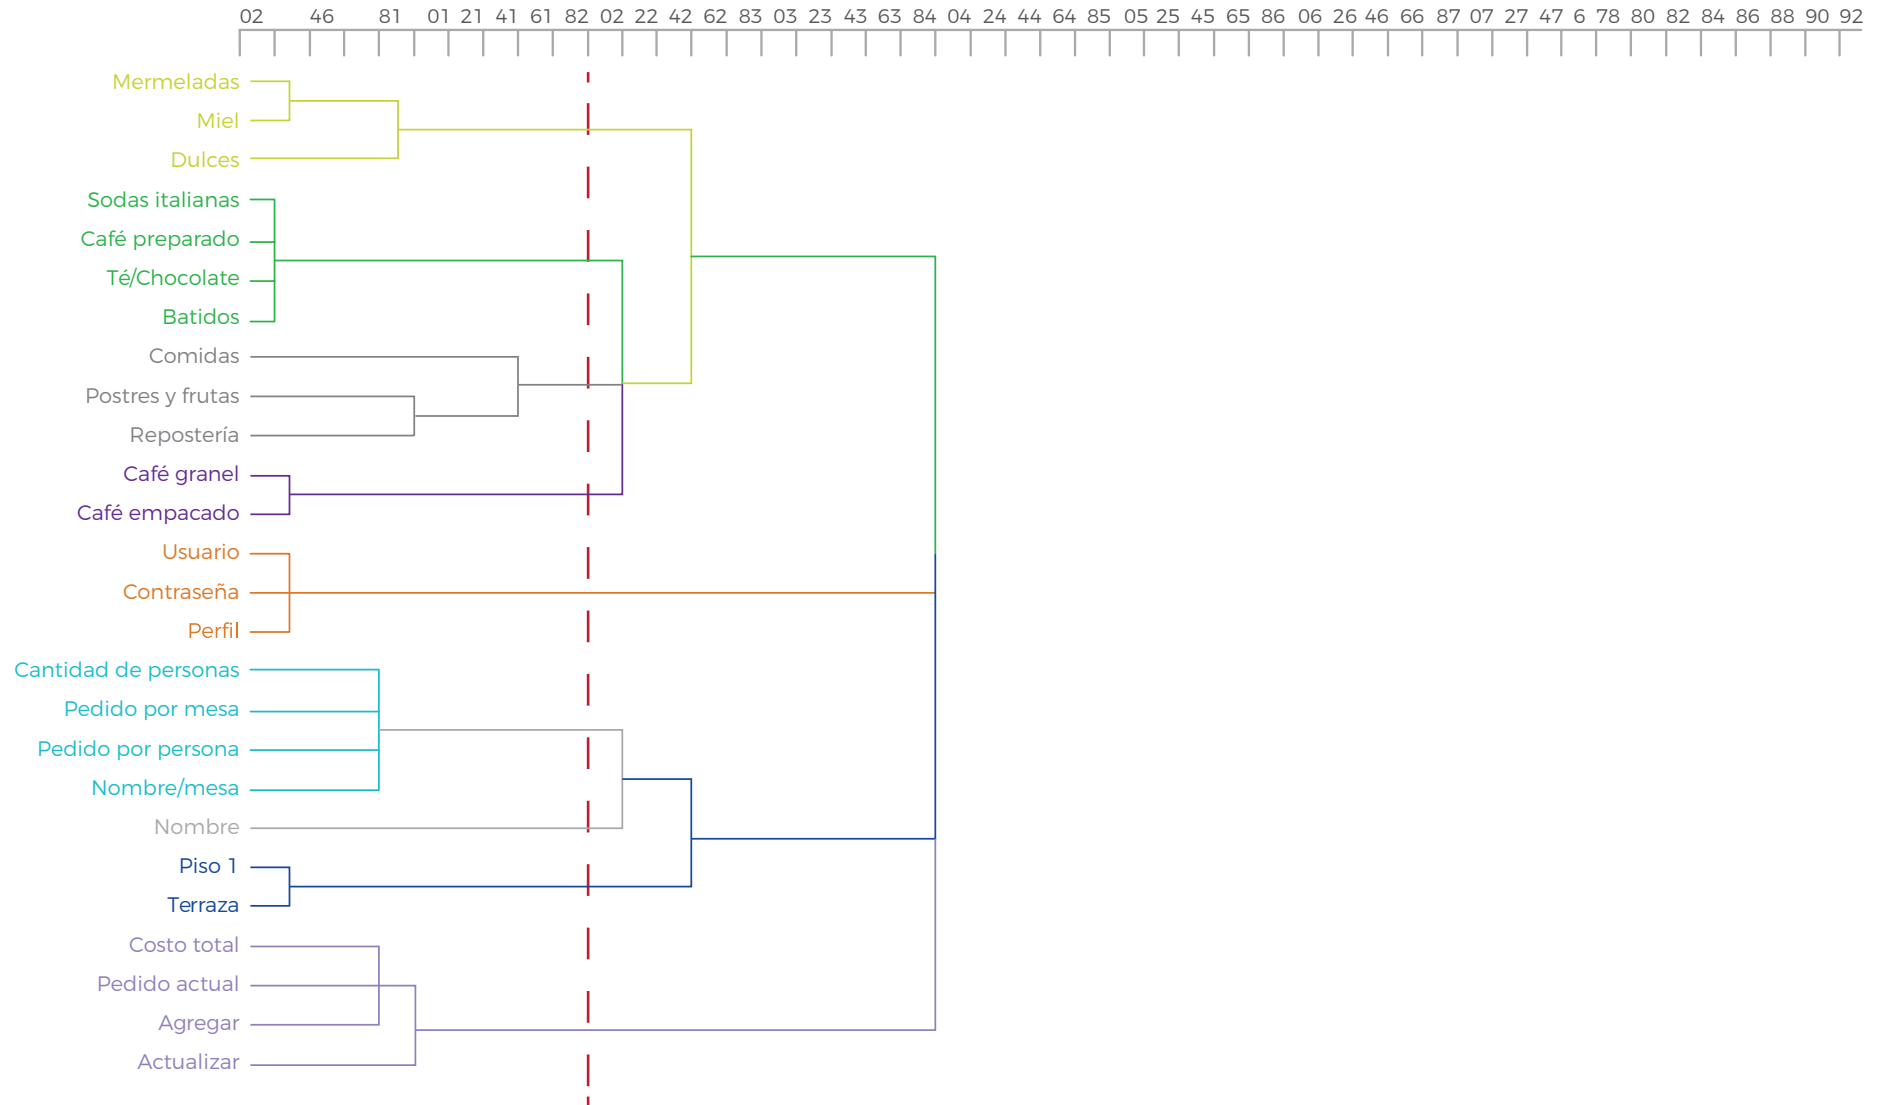 02 46 81 01 21 41 61 82 02 22 42 62 83 03 23 43 63 84 04 24 44 64 85 05 25 45 65 86 06 26 46 66 87 07 27 47 6 78 80 82 84 86 88 90 92
Mermeladas
Miel
Dulces
Sodas italianas
Café preparado
Té/Chocolate
Batidos
Comidas
Postres y frutas
Repostería
Café granel
Café empacado
Usuario
Contraseña
Perfil
Cantidad de personas
Pedido por mesa
Pedido por persona
Nombre/mesa
Nombre
Piso 1
Terraza
Costo total
Pedido actual
Agregar
Actualizar